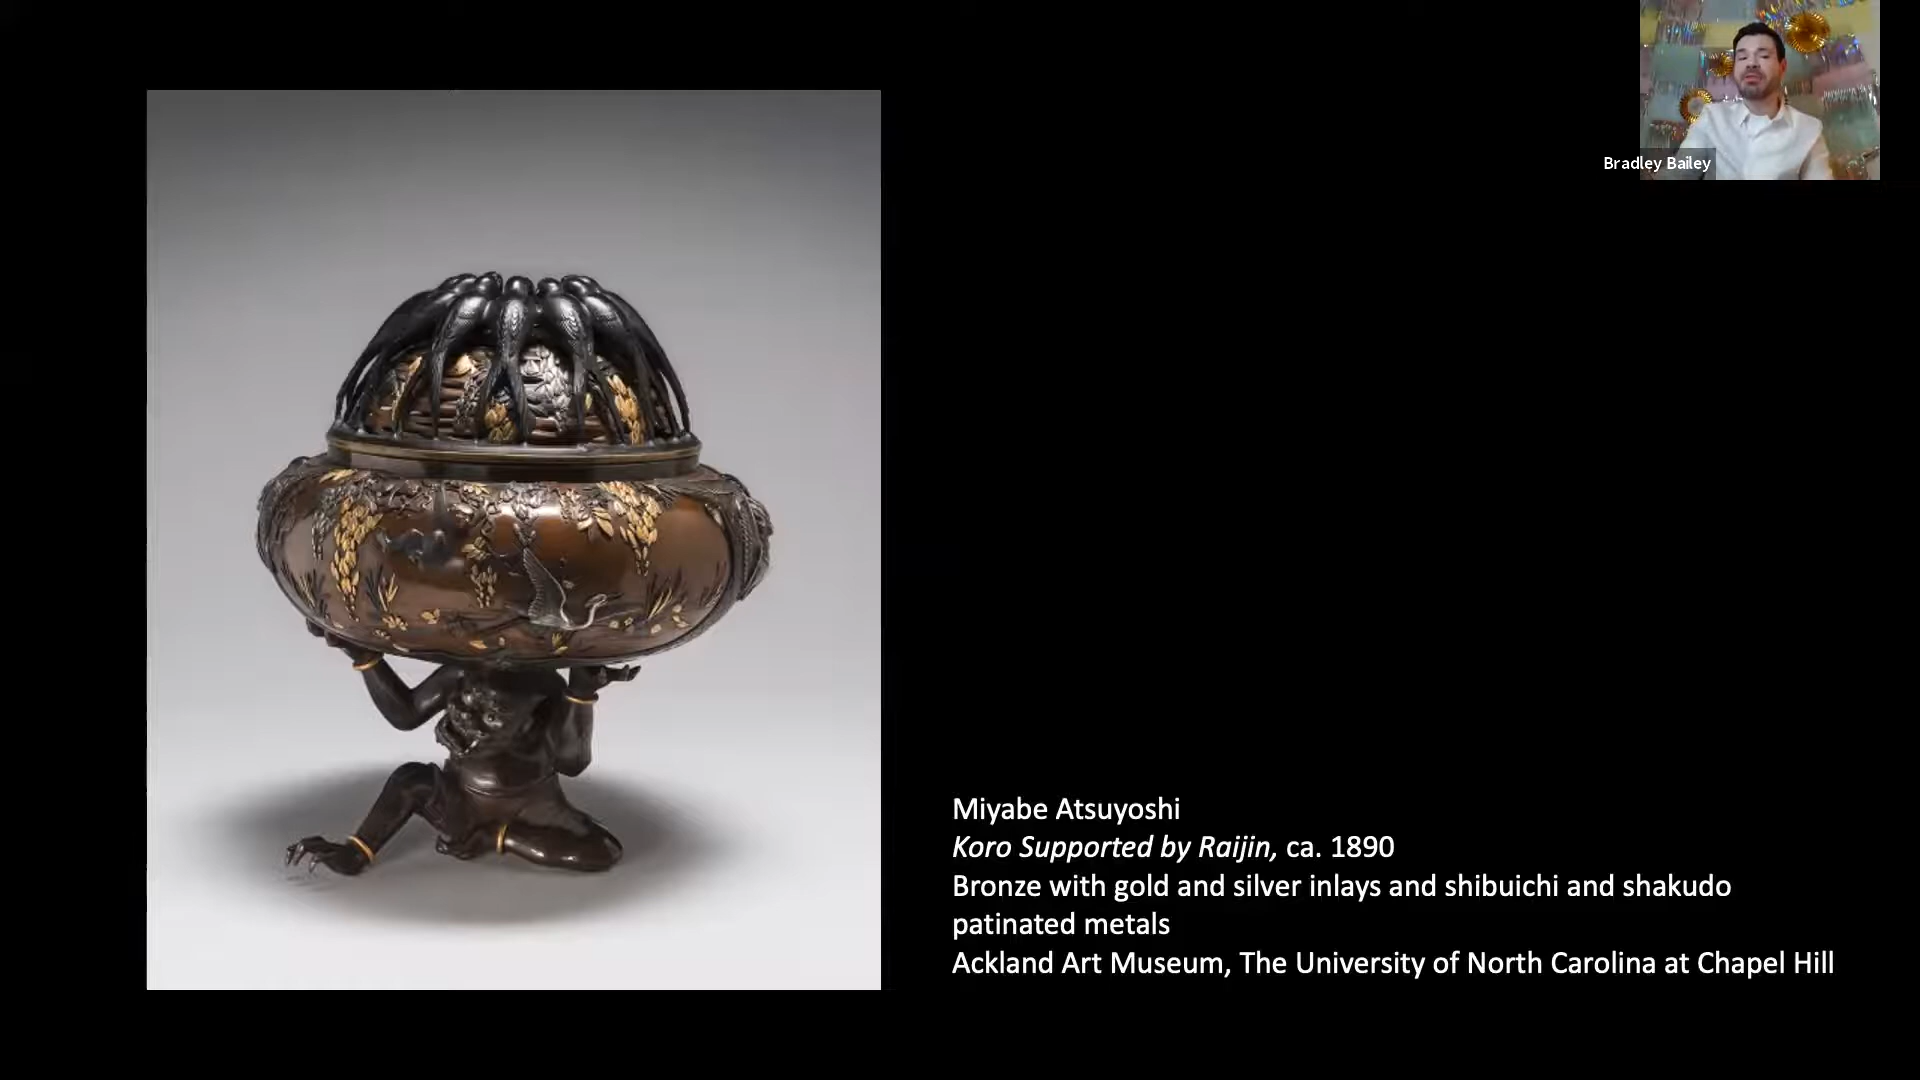 Bradley Bailey
Miyabe Atsuyoshi
Koro Supported by Raijin, ca. 1890
Bronze with gold and silver inlays and shibuichi and shakudo
patinated metals
Ackland Art Museum, The University of North Carolina at Chapel Hill